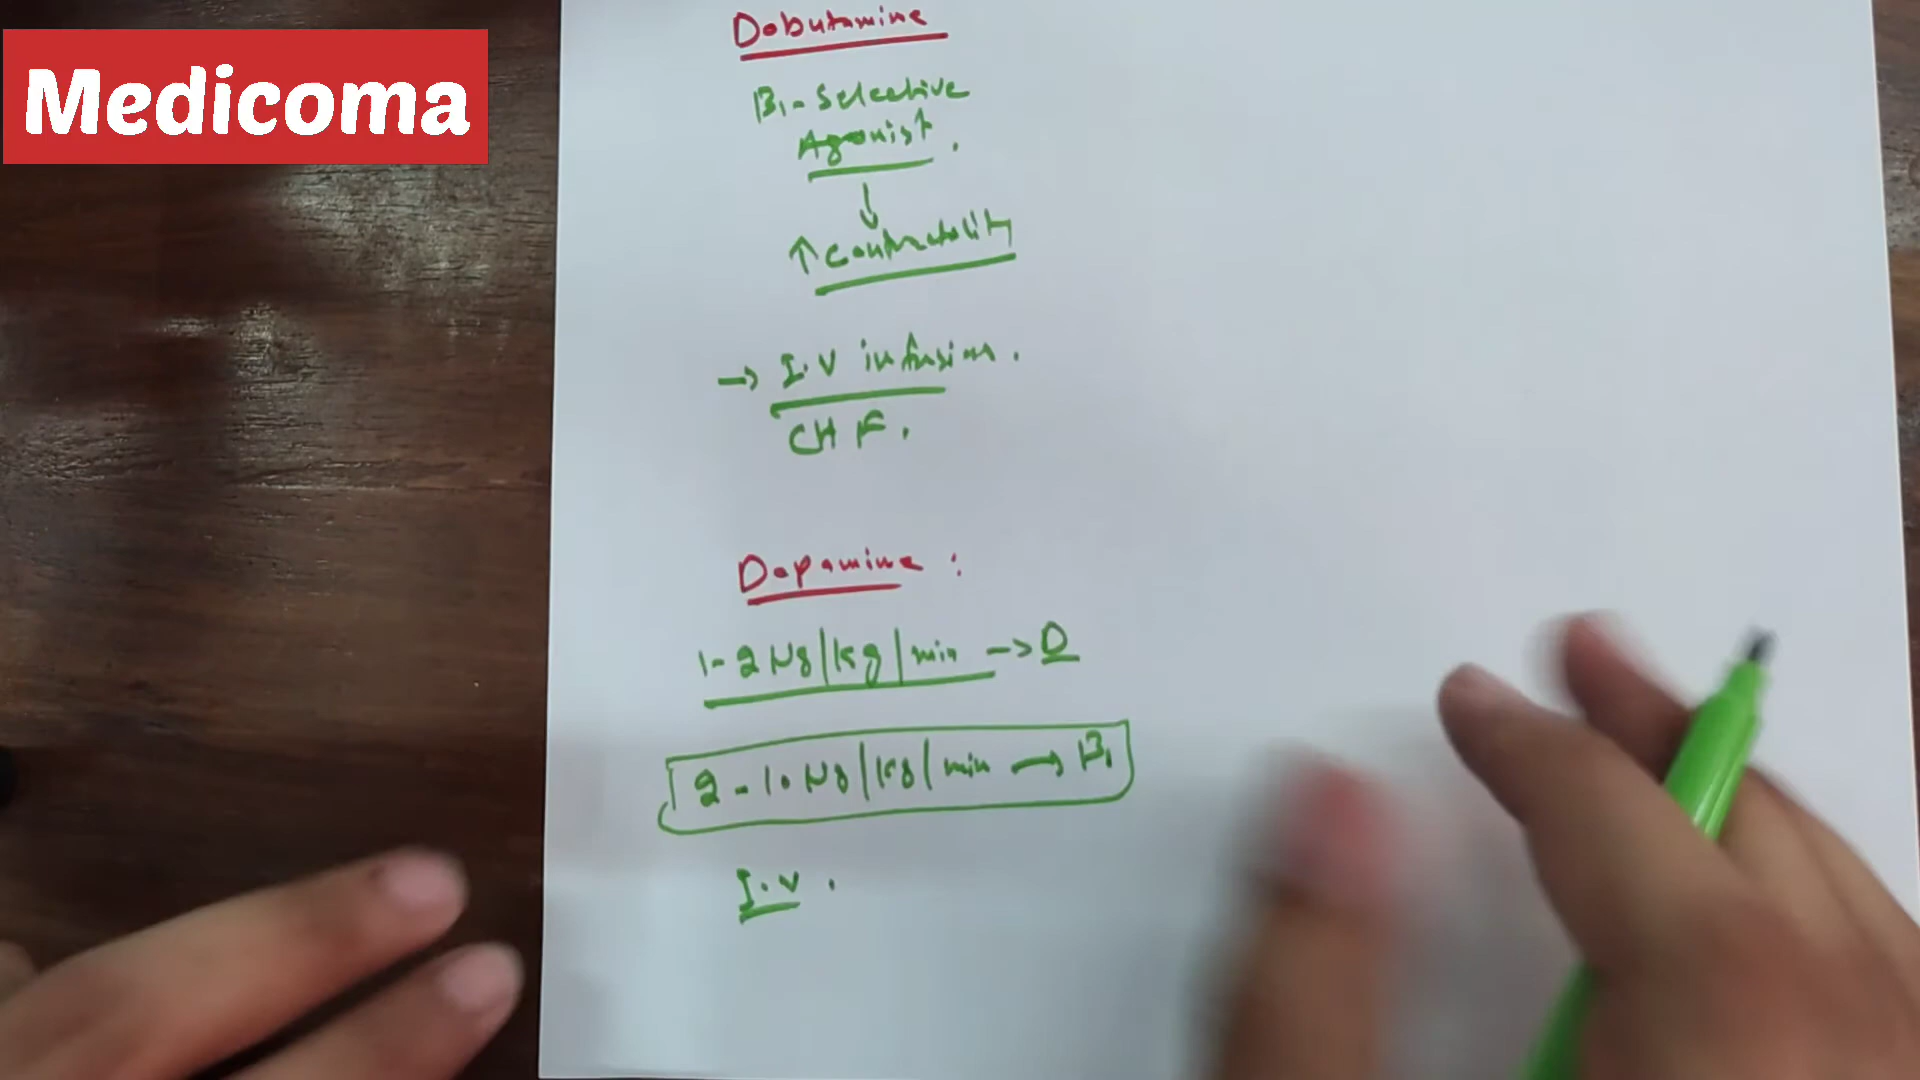 Medicoma
Dobutamine
β₁-Selective
Agonist.
↓
↑ Contractility
→ I.V infusion.
CHF.
Dopamine:
1-2 μg|kg|min → D
2-10 μg|kg|min → β₁
I.V.